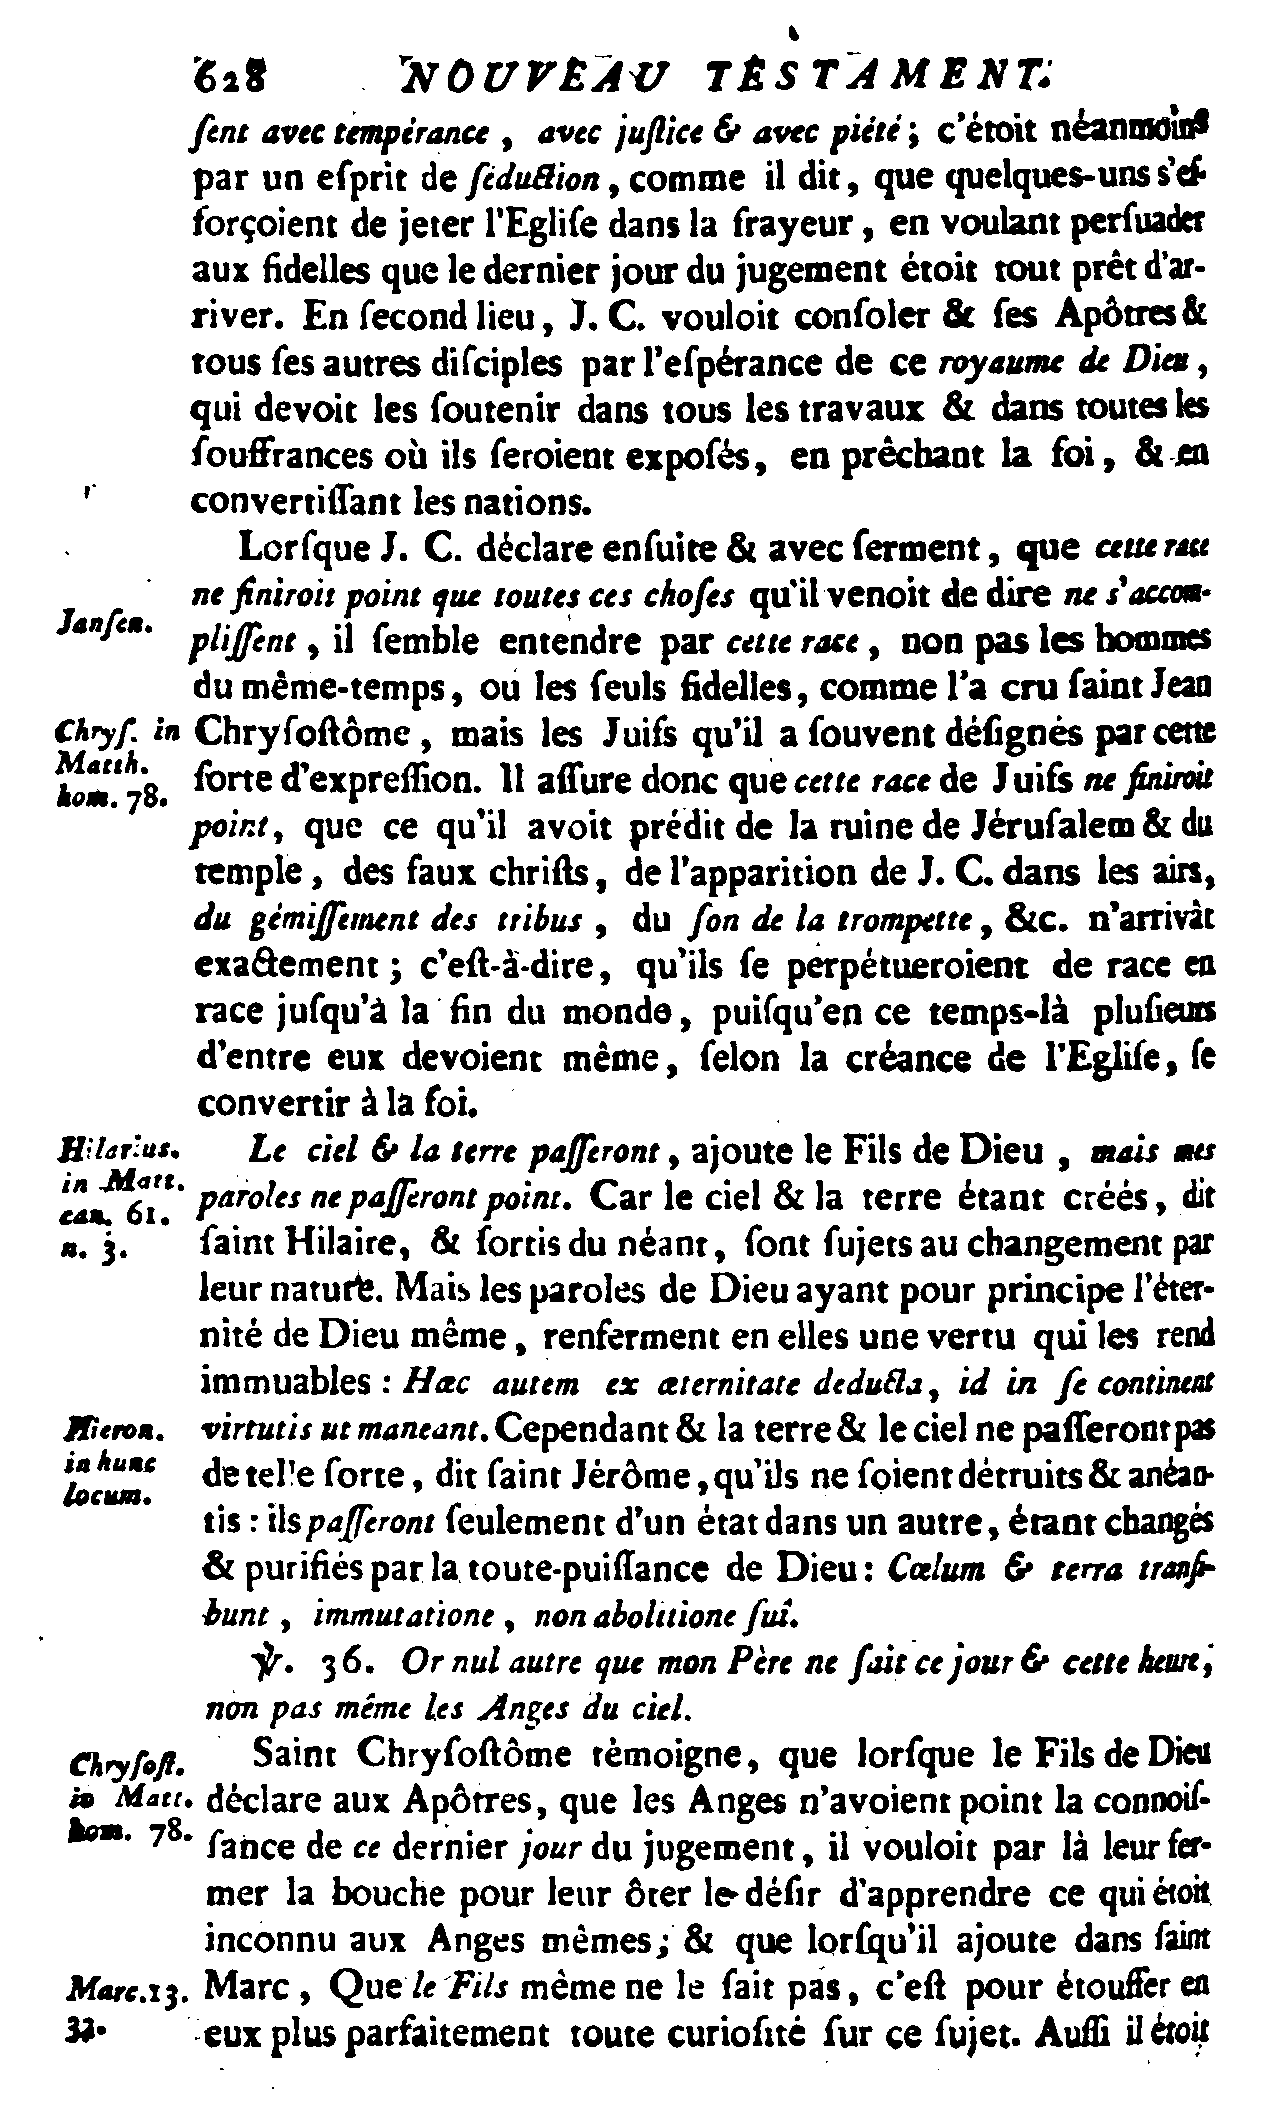 628 NOUVEAU TESTAMENT.
ſent avec tempérance, avec juſtice & avec piété; c'étoit néanmoins
par un eſprit de ſéduction, comme il dit, que quelques-uns s'ef-
forçoient de jeter l'Egliſe dans la frayeur, en voulant perſuader
aux fidelles que le dernier jour du jugement étoit tout prêt d'ar-
river. En ſecond lieu, J. C. vouloit conſoler & ſes Apôtres &
tous ſes autres diſciples par l'eſpérance de ce royaume de Dieu,
qui devoit les ſoutenir dans tous les travaux & dans toutes les
ſouffrances où ils ſeroient expoſés, en prêchant la foi, & en
convertiſſant les nations.
Lorſque J. C. déclare enſuite & avec ſerment, que cette race
ne finiroit point que toutes ces choſes qu'il venoit de dire ne s'accom-
Janſen.
pliſſent, il ſemble entendre par cette race, non pas les hommes
du même-temps, ou les ſeuls fidelles, comme l'a cru ſaint Jean
Chryſ. in
Matth.
hom. 78.
Chryſoſtôme, mais les Juifs qu'il a ſouvent déſignés par cette
ſorte d'expreſſion. Il aſſure donc que cette race de Juifs ne finiroit
point, que ce qu'il avoit prédit de la ruine de Jéruſalem & du
temple, des faux chriſts, de l'apparition de J. C. dans les airs,
du gémiſſement des tribus, du ſon de la trompette, &c. n'arrivât
exactement; c'eſt-à-dire, qu'ils ſe perpétueroient de race en
race juſqu'à la fin du monde, puiſqu'en ce temps-là pluſieurs
d'entre eux devoient même, ſelon la créance de l'Egliſe, ſe
convertir à la foi.
Hilarius.
in Matt.
can. 61.
n. 3.
Le ciel & la terre paſſeront, ajoute le Fils de Dieu, mais mes
paroles ne paſſeront point. Car le ciel & la terre étant créés, dit
ſaint Hilaire, & ſortis du néant, ſont ſujets au changement par
leur nature. Mais les paroles de Dieu ayant pour principe l'éter-
nité de Dieu même, renferment en elles une vertu qui les rend
immuables : Hæc autem ex æternitate deducta, id in ſe continent
Hieron.
in hunc
locum.
virtutis ut maneant. Cependant & la terre & le ciel ne paſſeront pas
de telle ſorte, dit ſaint Jérôme, qu'ils ne ſoient détruits & anéan-
tis : ils paſſeront ſeulement d'un état dans un autre, étant changés
& purifiés par la toute-puiſſance de Dieu : Cœlum & terra tranſi-
bunt, immutatione, non abolitione ſuî.
℣. 36. Or nul autre que mon Père ne ſait ce jour & cette heure,
non pas même les Anges du ciel.
Chryſoſt.
in Matt.
hom. 78.
Saint Chryſoſtôme témoigne, que lorſque le Fils de Dieu
déclare aux Apôtres, que les Anges n'avoient point la connoiſ-
ſance de ce dernier jour du jugement, il vouloit par là leur fer-
mer la bouche pour leur ôter le déſir d'apprendre ce qui étoit
inconnu aux Anges mêmes; & que lorſqu'il ajoute dans ſaint
Marc. 13.
32.
Marc, Que le Fils même ne le ſait pas, c'eſt pour étouffer en
eux plus parfaitement toute curioſité ſur ce ſujet. Auſſi il étoit